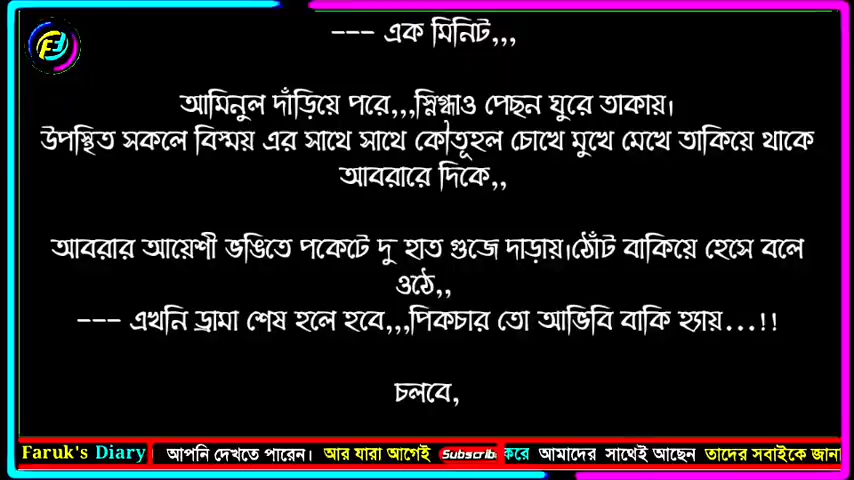 --- এক মিনিট,,,
আমিনুল দাঁড়িয়ে পরে,,,স্নিগ্ধাও পেছন ঘুরে তাকায়।
উপস্থিত সকলে বিস্ময় এর সাথে সাথে কৌতূহল চোখে মুখে মেখে তাকিয়ে থাকে
আবরারে দিকে,,
আবরার আয়েশী ভঙিতে পকেটে দু হাত গুজে দাড়ায়।ঠোঁট বাকিয়ে হেসে বলে
ওঠে,,
--- এখনি ড্রামা শেষ হলে হবে,,,পিকচার তো আভিবি বাকি হ্যায়...!!
চলবে,
Faruk's Diary আপনি দেখতে পারেন। আর যারা আগেই Subscribe করে আমাদের সাথেই আছেন তাদের সবাইকে জানা